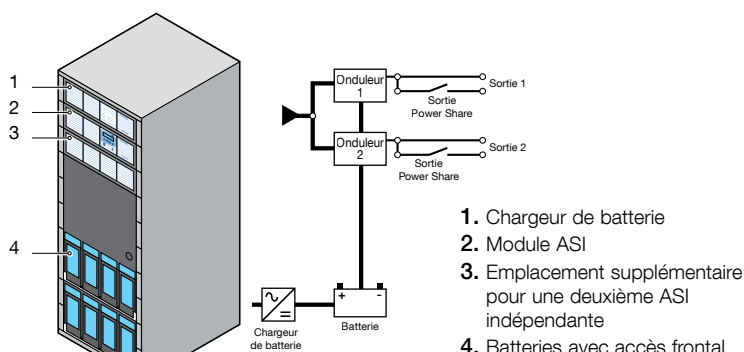 1
2
3
4
Onduleur
1
Sortie 1
Sortie
Power Share
Onduleur
2
Sortie 2
Sortie
Power Share
+ -
Chargeur
de batterie
Batterie
1. Chargeur de batterie
2. Module ASI
3. Emplacement supplémentaire
pour une deuxième ASI
indépendante
4. Batteries avec accès frontal